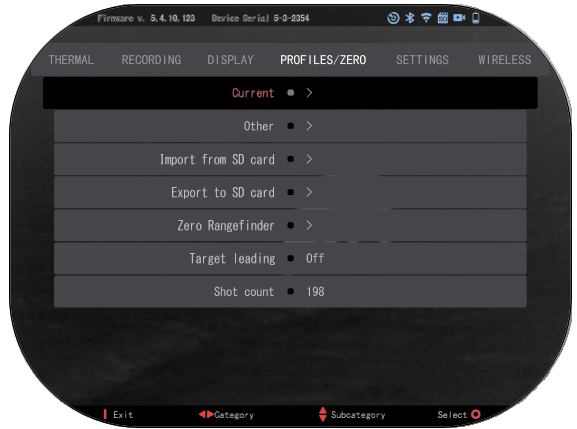 Firmware v. 5.4.10.123 Device Serial 5-3-2354
THERMAL RECORDING DISPLAY PROFILES/ZERO SETTINGS WIRELESS
Current >
Other >
Import from SD card >
Export to SD card >
Zero Rangefinder >
Target leading Off
Shot count 198
Exit Category Subcategory Select